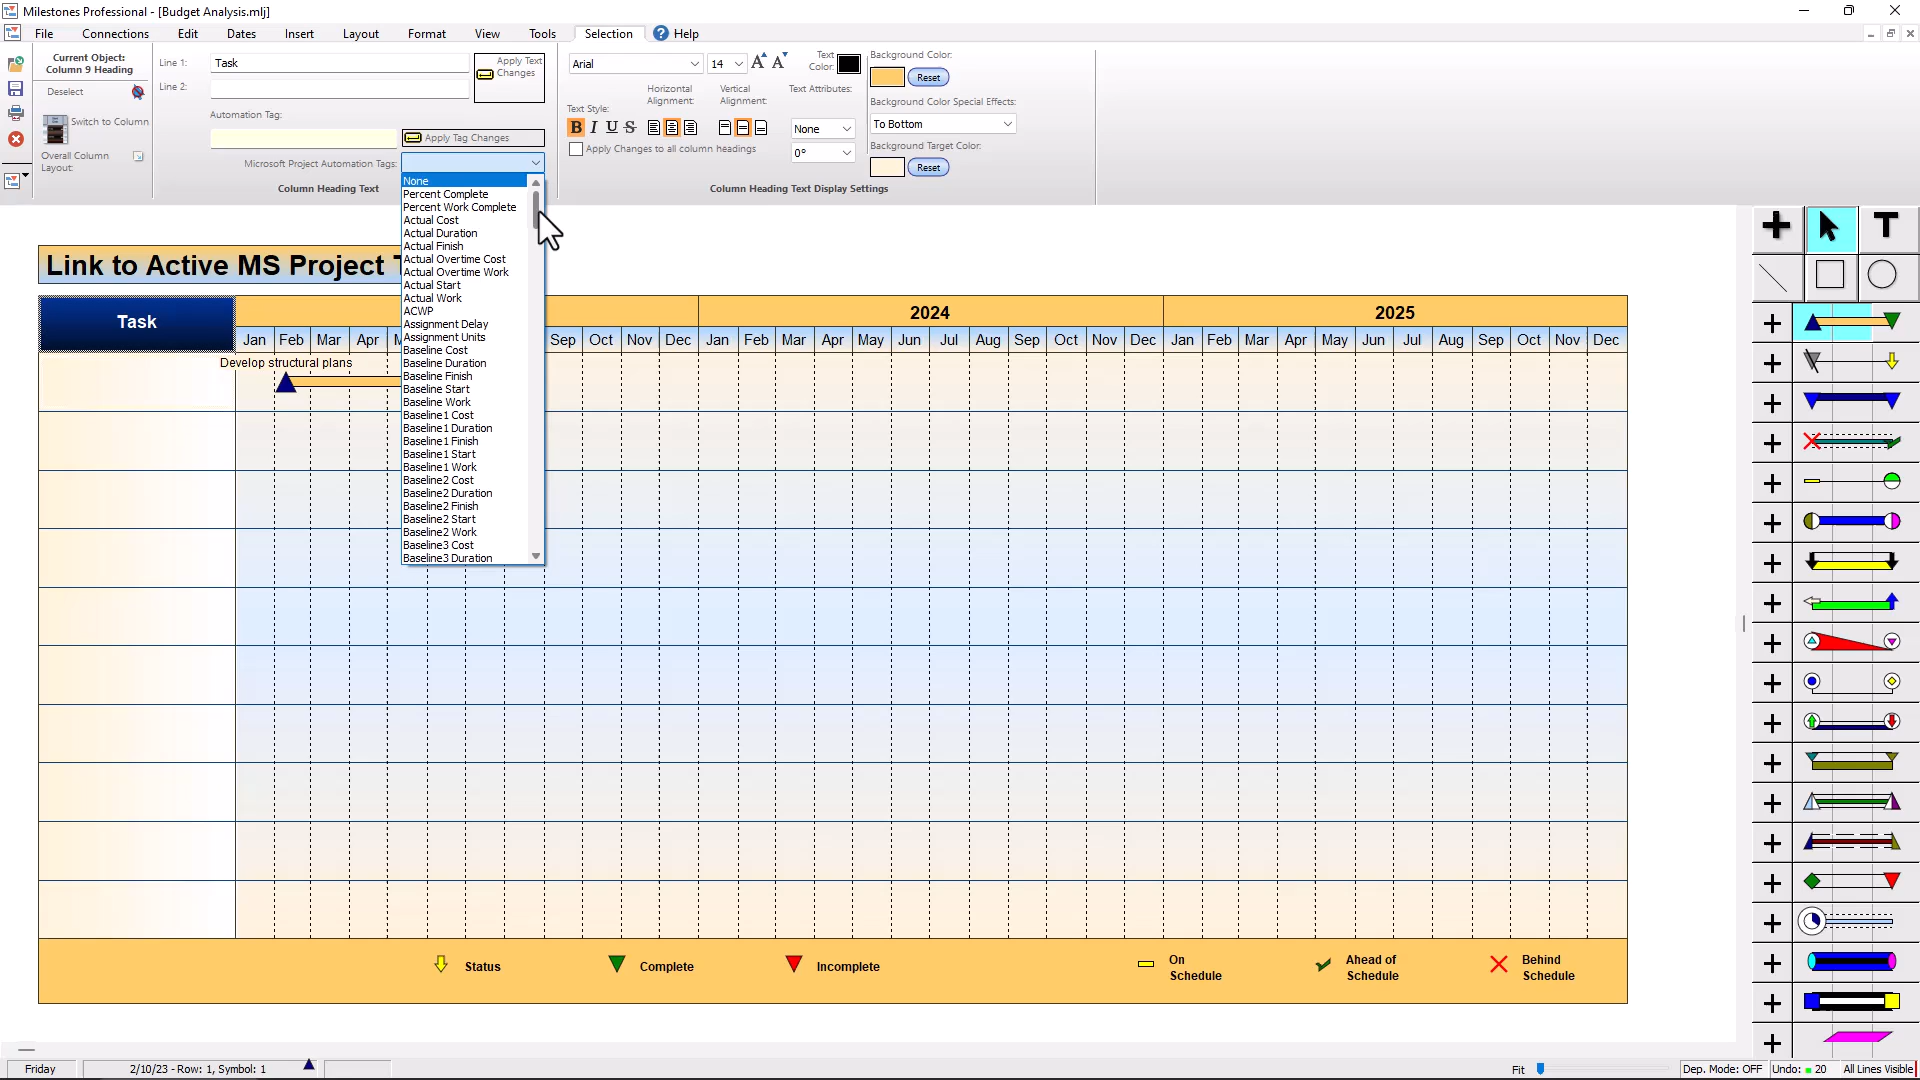 Milestones Professional - [Budget Analysis.mlj]
File Connections Edit Dates Insert Layout Format View Tools Selection Help
Current Object:
Column 9 Heading
Deselect
Switch to Column
Overall Column
Layout:
Line 1: Task
Line 2:
Apply Text
Changes
Automation Tag:
Apply Tag Changes
Microsoft Project Automation Tags:
Column Heading Text
Arial 14
Text
Color:
Horizontal
Alignment:
Vertical
Alignment:
Text Attributes:
Text Style:
B I U S
None
Apply Changes to all column headings
0°
Column Heading Text Display Settings
Background Color:
Reset
Background Color Special Effects:
To Bottom
Background Target Color:
Reset
None
Percent Complete
Percent Work Complete
Actual Cost
Actual Duration
Actual Finish
Actual Overtime Cost
Actual Overtime Work
Actual Start
Actual Work
ACWP
Assignment Delay
Assignment Units
Baseline Cost
Baseline Duration
Baseline Finish
Baseline Start
Baseline Work
Baseline1 Cost
Baseline1 Duration
Baseline1 Finish
Baseline1 Start
Baseline1 Work
Baseline2 Cost
Baseline2 Duration
Baseline2 Finish
Baseline2 Start
Baseline2 Work
Baseline3 Cost
Baseline3 Duration
Link to Active MS Project
Task
2024 2025
Jan Feb Mar Apr Sep Oct Nov Dec Jan Feb Mar Apr May Jun Jul Aug Sep Oct Nov Dec Jan Feb Mar Apr May Jun Jul Aug Sep Oct Nov Dec
Develop structural plans
Status
Complete
Incomplete
On
Schedule
Ahead of
Schedule
Behind
Schedule
T
Friday
2/10/23 - Row: 1, Symbol: 1
Fit
Dep. Mode: OFF
Undo: 20
All Lines Visible